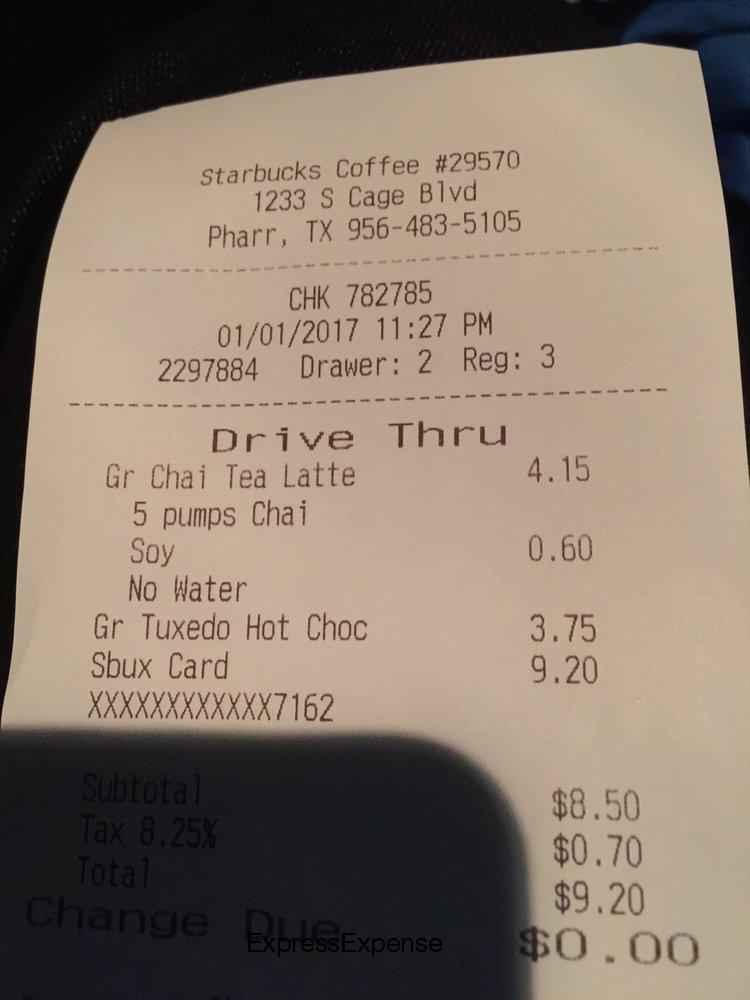 Starbucks Coffee #29570
1233 S Cage Blvd
Pharr, TX 956-483-5105
CHK 782785
01/01/2017 11:27 PM
2297884 Drawer: 2 Reg: 3
Drive Thru
Gr Chai Tea Latte 4.15
5 pumps Chai
Soy 0.60
No Water
Gr Tuxedo Hot Choc 3.75
Sbux Card 9.20
XXXXXXXXXXXX7162
Subtotal $8.50
Tax 8.25% $0.70
Total $9.20
Change Due $0.00
ExpressExpense